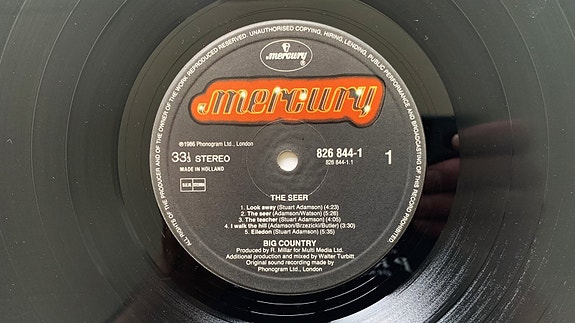 ALL RIGHTS OF THE PRODUCER AND OF THE OWNER OF THE WORK REPRODUCED RESERVED. UNAUTHORISED COPYING, HIRING, LENDING, PUBLIC PERFORMANCE AND BROADCASTING OF THIS RECORD PROHIBITED
mercury®
mercury
℗1986 Phonogram Ltd., London
33⅓ STEREO
MADE IN HOLLAND
826 844-1
826 844-1.1
1
THE SEER
1. Look away (Stuart Adamson) (4:23)
2. The seer (Adamson/Watson) (5:26)
3. The teacher (Stuart Adamson) (4:05)
4. I walk the hill (Adamson/Brzezicki/Butler) (3:30)
5. Eiledon (Stuart Adamson) (5:35)
BIG COUNTRY
Produced by R. Millar for Multi Media Ltd.
Additional production and mixed by Walter Turbitt
Original sound recording made by
Phonogram Ltd., London